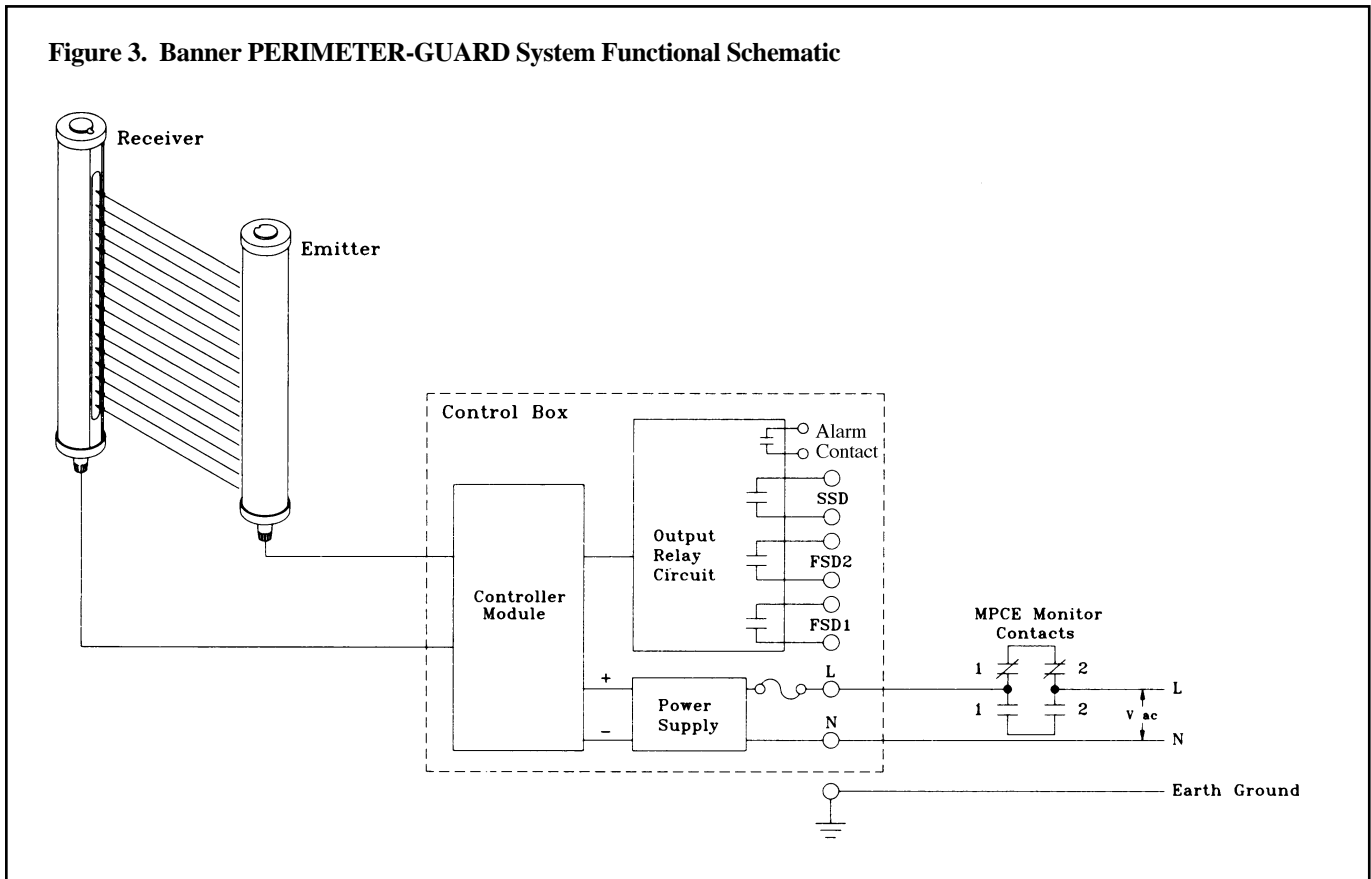 Figure 3. Banner PERIMETER-GUARD System Functional Schematic
Receiver
Emitter
Control Box
Alarm
Contact
SSD
Output
Relay
Circuit
FSD2
Controller
Module
FSD1
MPCE Monitor
Contacts
1 2
L
+
Power
Supply
L
1 2
V ac
-
N
N
Earth Ground